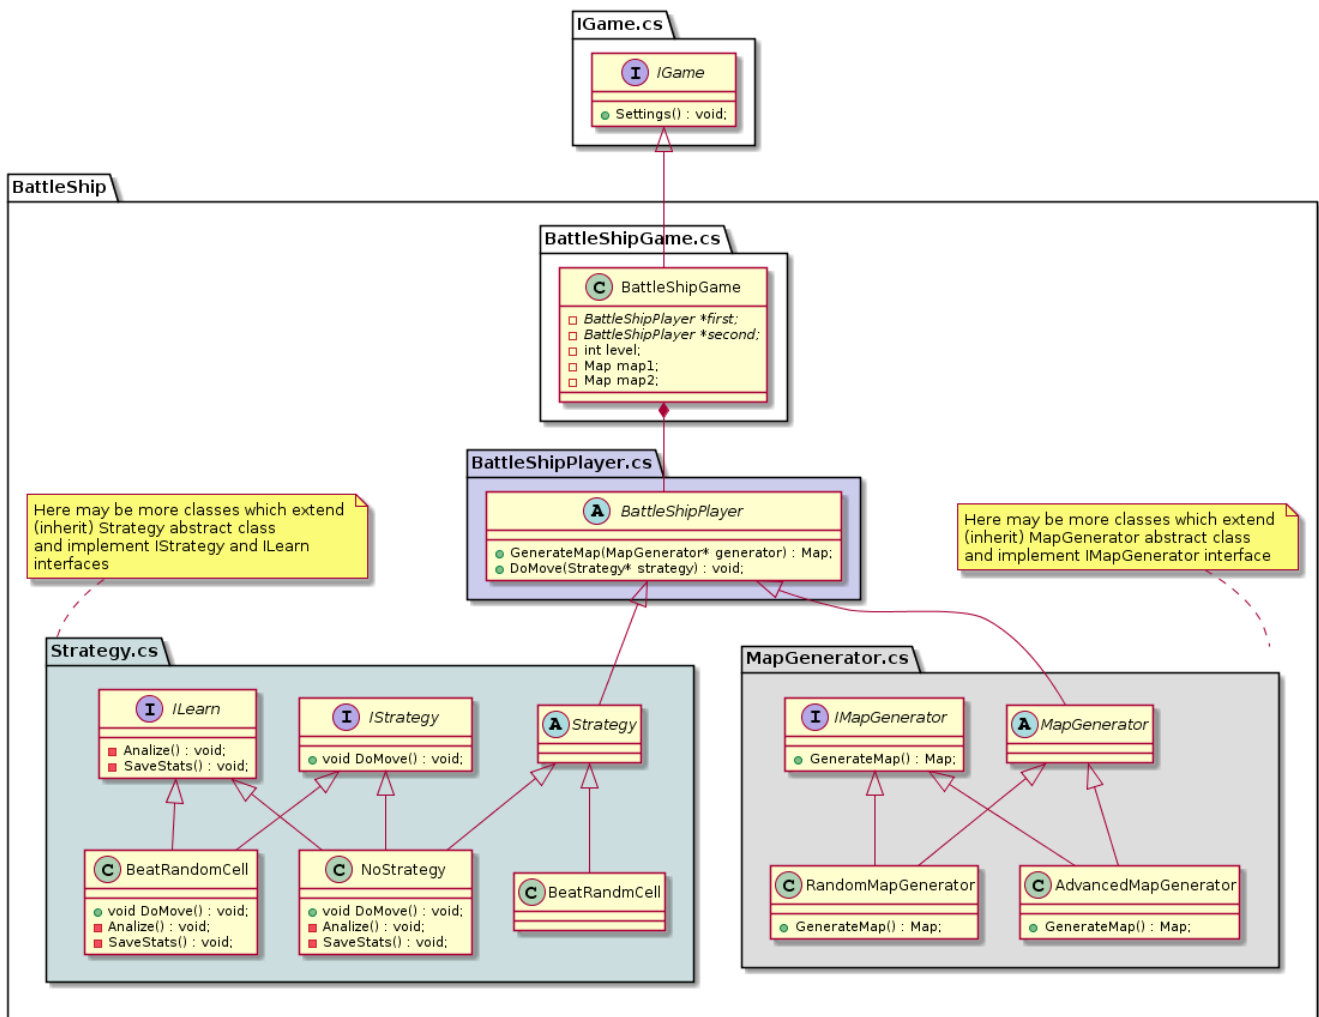 IGame.cs
I IGame
Settings() : void;
BattleShip
BattleShipGame.cs
C BattleShipGame
BattleShipPlayer *first;
BattleShipPlayer *second;
int level;
Map map1;
Map map2;
BattleShipPlayer.cs
A BattleShipPlayer
GenerateMap(MapGenerator* generator) : Map;
DoMove(Strategy* strategy) : void;
Here may be more classes which extend
(inherit) Strategy abstract class
and implement IStrategy and ILearn
interfaces
Here may be more classes which extend
(inherit) MapGenerator abstract class
and implement IMapGenerator interface
Strategy.cs
I ILearn
Analize() : void;
SaveStats() : void;
I IStrategy
void DoMove() : void;
A Strategy
C BeatRandomCell
void DoMove() : void;
Analize() : void;
SaveStats() : void;
C NoStrategy
void DoMove() : void;
Analize() : void;
SaveStats() : void;
C BeatRandmCell
MapGenerator.cs
I IMapGenerator
GenerateMap() : Map;
A MapGenerator
C RandomMapGenerator
GenerateMap() : Map;
C AdvancedMapGenerator
GenerateMap() : Map;